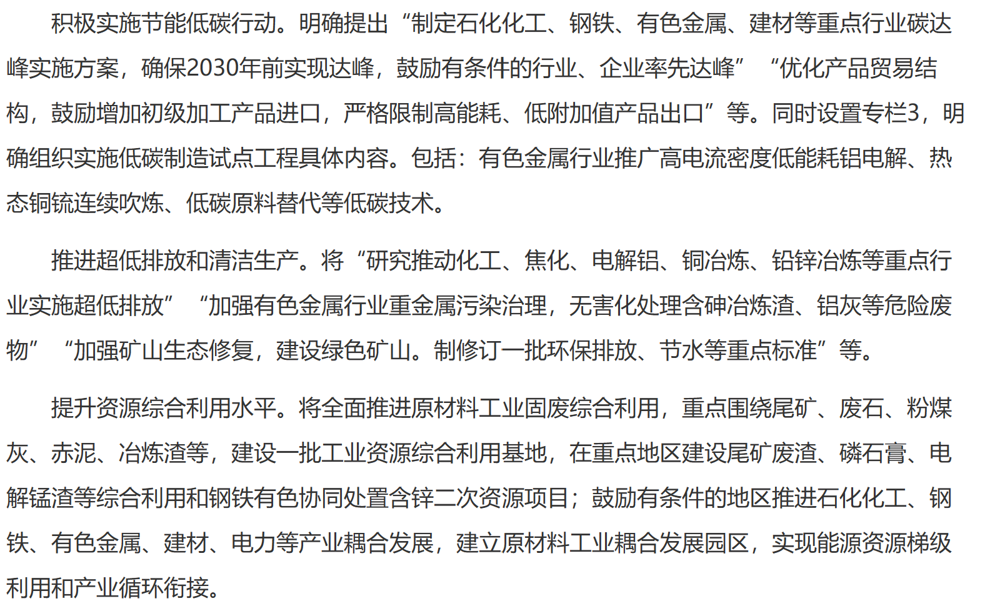 积极实施节能低碳行动。明确提出“制定石化化工、钢铁、有色金属、建材等重点行业碳达
峰实施方案，确保2030年前实现达峰，鼓励有条件的行业、企业率先达峰”“优化产品贸易结
构，鼓励增加初级加工产品进口，严格限制高能耗、低附加值产品出口”等。同时设置专栏3，明
确组织实施低碳制造试点工程具体内容。包括：有色金属行业推广高电流密度低能耗铝电解、热
态铜锍连续吹炼、低碳原料替代等低碳技术。
推进超低排放和清洁生产。将“研究推动化工、焦化、电解铝、铜冶炼、铅锌冶炼等重点行
业实施超低排放”“加强有色金属行业重金属污染治理，无害化处理含砷冶炼渣、铝灰等危险废
物”“加强矿山生态修复，建设绿色矿山。制修订一批环保排放、节水等重点标准”等。
提升资源综合利用水平。将全面推进原材料工业固废综合利用，重点围绕尾矿、废石、粉煤
灰、赤泥、冶炼渣等，建设一批工业资源综合利用基地，在重点地区建设尾矿废渣、磷石膏、电
解锰渣等综合利用和钢铁有色协同处置含锌二次资源项目；鼓励有条件的地区推进石化化工、钢
铁、有色金属、建材、电力等产业耦合发展，建立原材料工业耦合发展园区，实现能源资源梯级
利用和产业循环衔接。